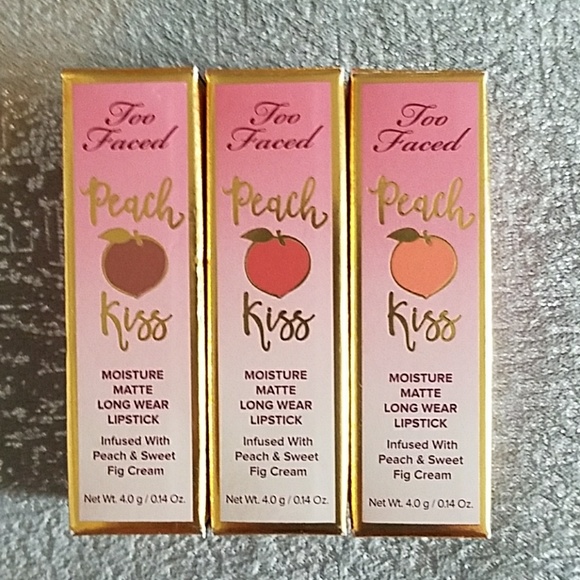 Too
Faced
Peach
Kiss
MOISTURE
MATTE
LONG WEAR
LIPSTICK
Infused With
Peach & Sweet
Fig Cream
Net Wt. 4.0 g / 0.14 Oz.
Too
Faced
Peach
Kiss
MOISTURE
MATTE
LONG WEAR
LIPSTICK
Infused With
Peach & Sweet
Fig Cream
Net Wt. 4.0 g / 0.14 Oz.
Too
Faced
Peach
Kiss
MOISTURE
MATTE
LONG WEAR
LIPSTICK
Infused With
Peach & Sweet
Fig Cream
Net Wt. 4.0 g / 0.14 Oz.